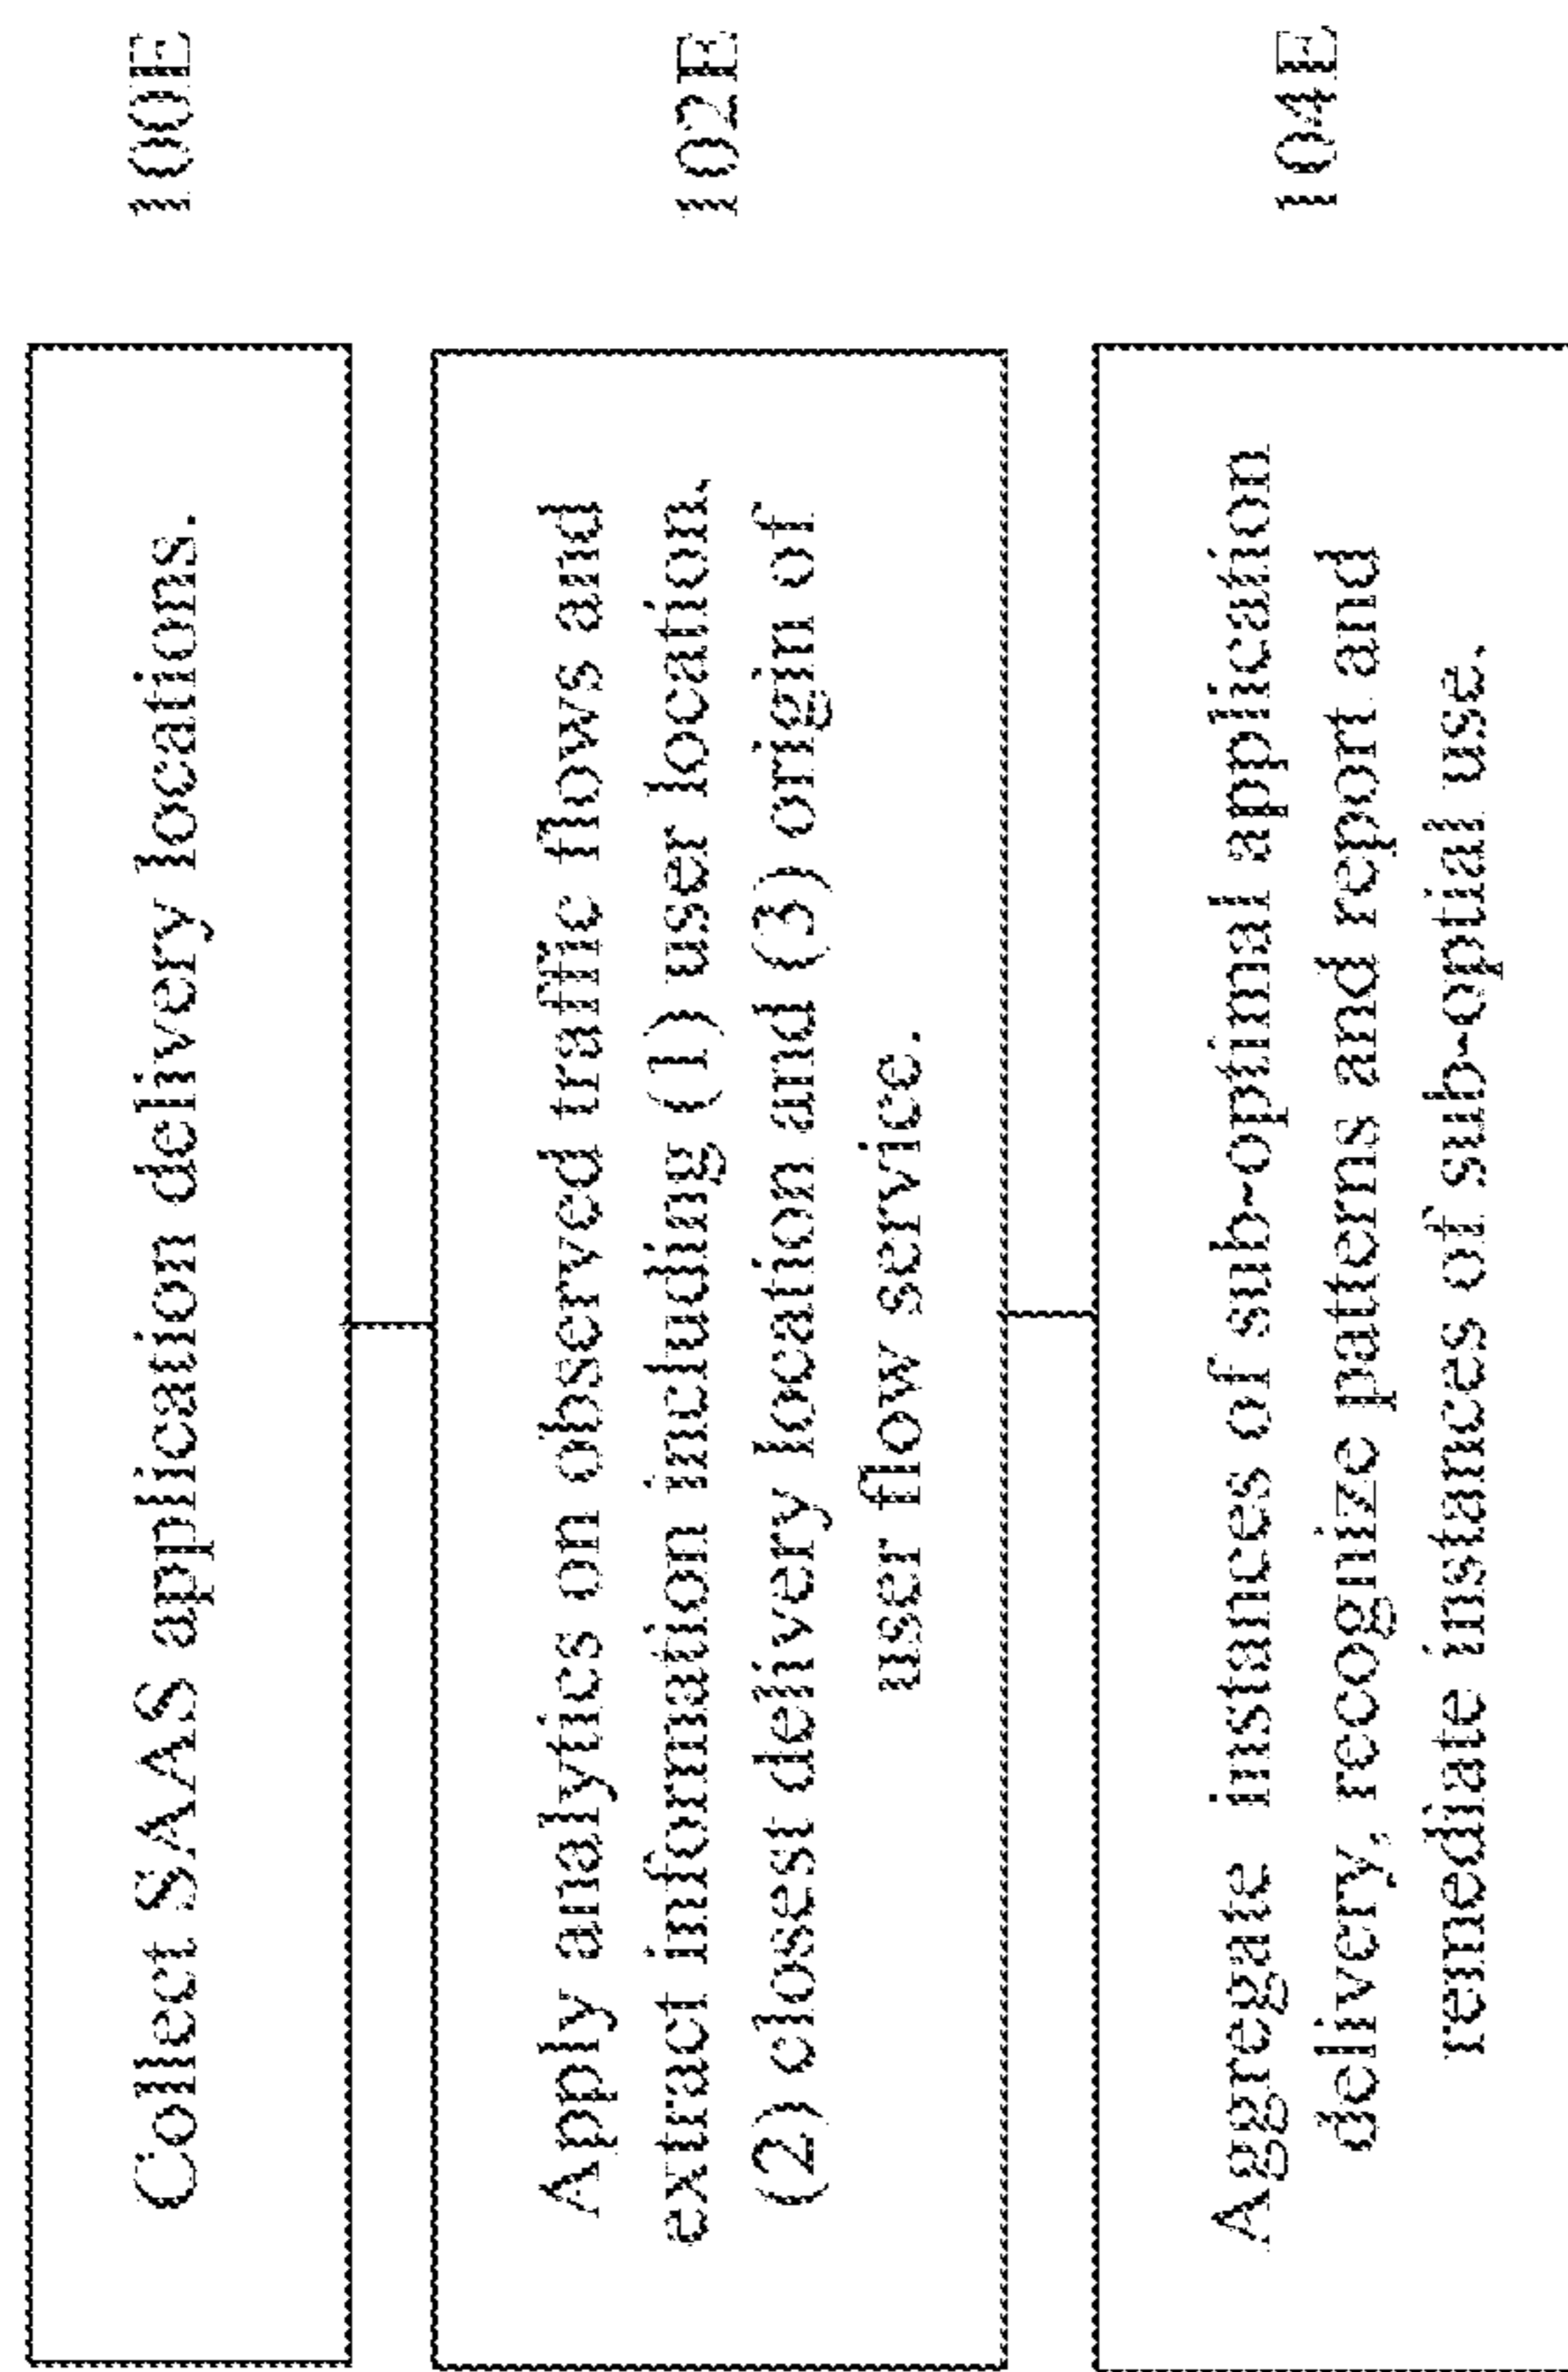 Collect SAAS application delivery locations.
100E
Apply analytics on observed traffic flows and
extract information including (1) user location,
(2) closest delivery location and (3) origin of
user flow service.
102E
Aggregate instances of sub-optimal application
delivery, recognize patterns and report and
remediate instances of sub-optial use.
104E